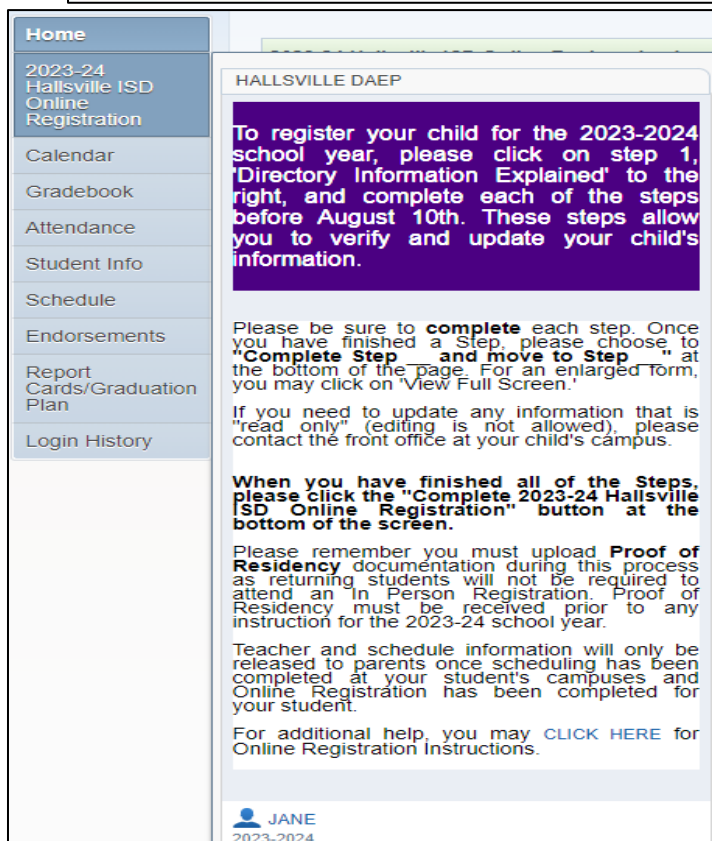 Home
2023-24
Hallsville ISD
Online
Registration
Calendar
Gradebook
Attendance
Student Info
Schedule
Endorsements
Report
Cards/Graduation
Plan
Login History
HALLSVILLE DAEP
To register your child for the 2023-2024
school year, please click on step 1,
'Directory Information Explained' to the
right, and complete each of the steps
before August 10th. These steps allow
you to verify and update your child's
information.
Please be sure to complete each step. Once
you have finished a Step, please choose to
"Complete Step __ and move to Step __" at
the bottom of the page. For an enlarged form,
you may click on 'View Full Screen.'
If you need to update any information that is
"read only" (editing is not allowed), please
contact the front office at your child's campus.
When you have finished all of the Steps,
please click the "Complete 2023-24 Hallsville
ISD Online Registration" button at the
bottom of the screen.
Please remember you must upload Proof of
Residency documentation during this process
as returning students will not be required to
attend an In Person Registration. Proof of
Residency must be received prior to any
instruction for the 2023-24 school year.
Teacher and schedule information will only be
released to parents once scheduling has been
completed at your student's campuses and
Online Registration has been completed for
your student.
For additional help, you may CLICK HERE for
Online Registration Instructions.
JANE
2023-2024